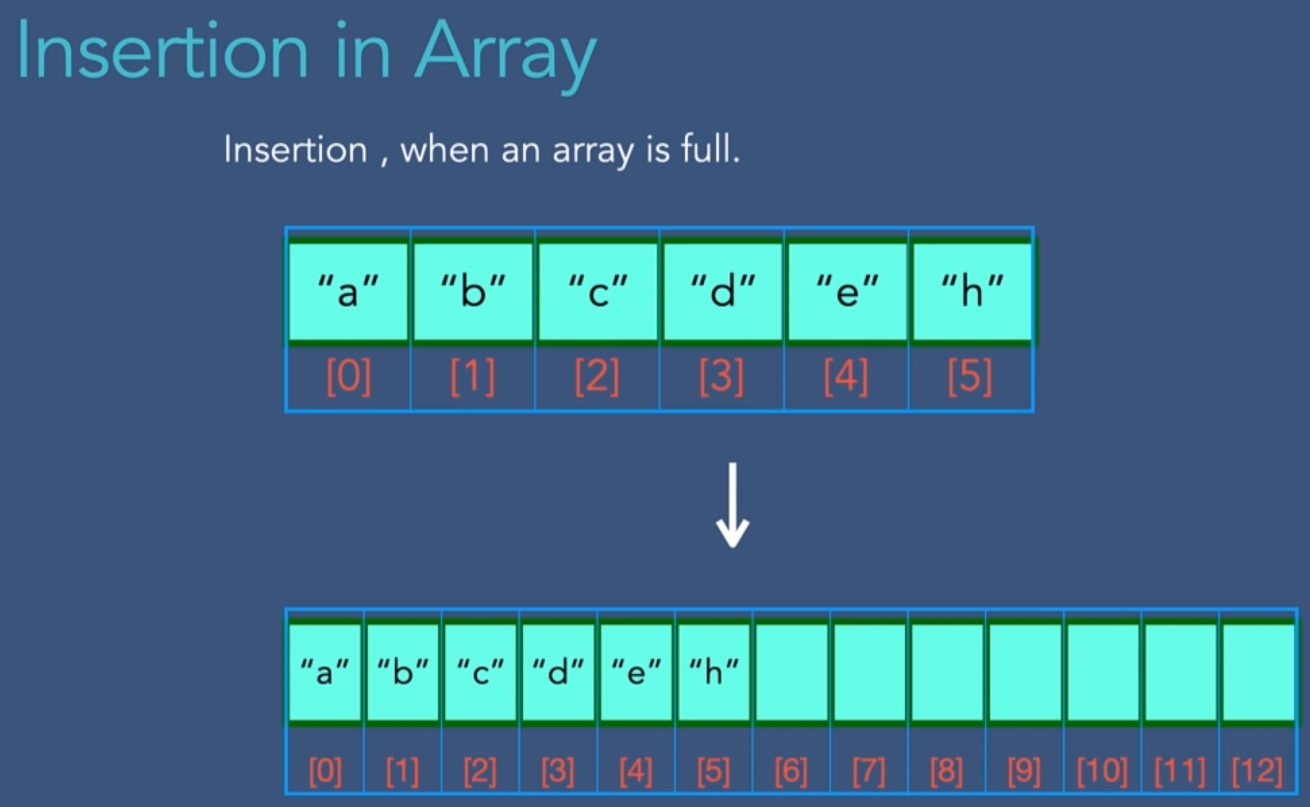 Insertion in Array
Insertion , when an array is full.
“a” “b” “c” “d” “e” “h”
[0] [1] [2] [3] [4] [5]
“a” “b” “c” “d” “e” “h”
[0] [1] [2] [3] [4] [5] [6] [7] [8] [9] [10] [11] [12]